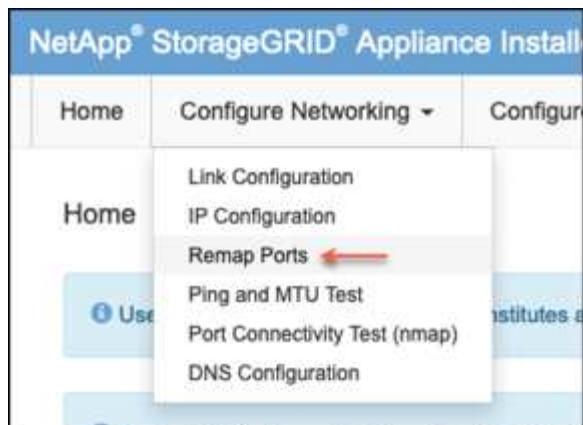 NetApp® StorageGRID® Appliance Install
Home Configure Networking Configur
Link Configuration
Home
IP Configuration
Remap Ports
Ping and MTU Test
Use nstitutes a
Port Connectivity Test (nmap)
DNS Configuration